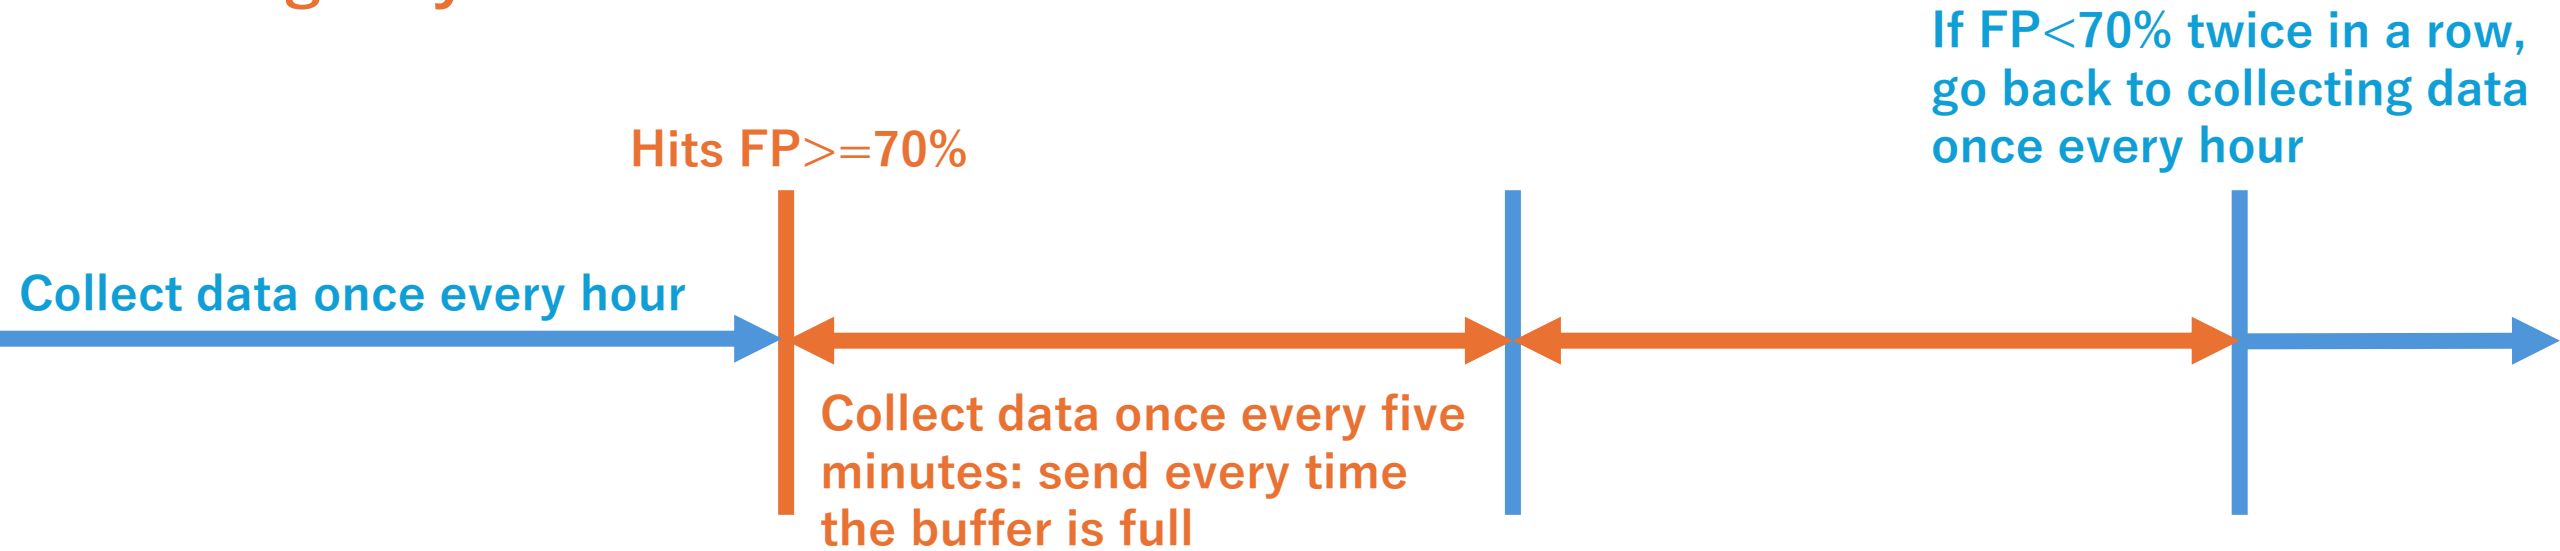 If FP<70% twice in a row,
go back to collecting data
once every hour
Hits FP>=70%
Collect data once every hour
Collect data once every five
minutes: send every time
the buffer is full